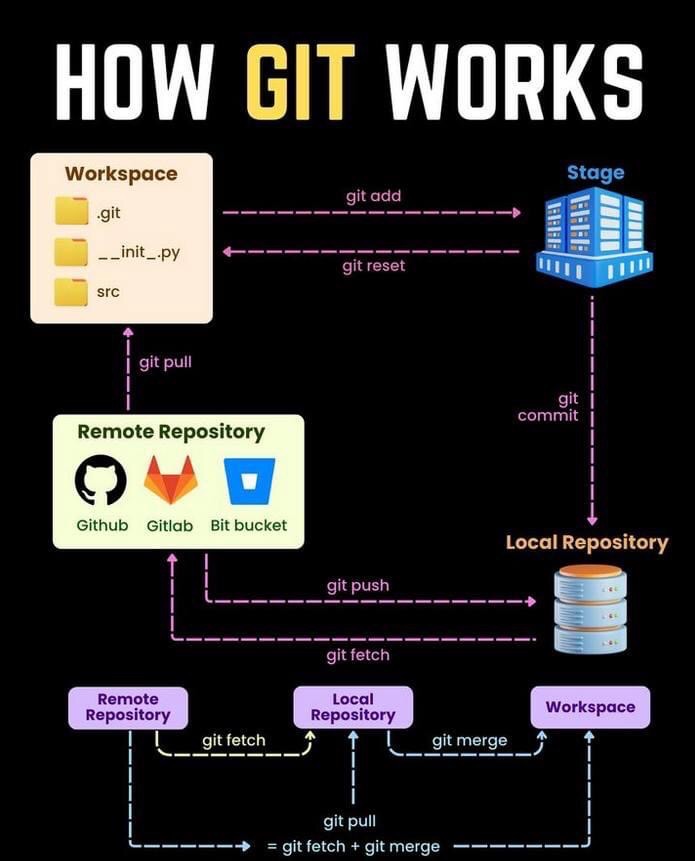 HOW GIT WORKS
Workspace
.git
__init_.py
src
git add
git reset
Stage
git pull
git
commit
Remote Repository
Github
Gitlab
Bit bucket
Local Repository
git push
git fetch
Remote
Repository
Local
Repository
Workspace
git fetch
git merge
git pull
= git fetch + git merge